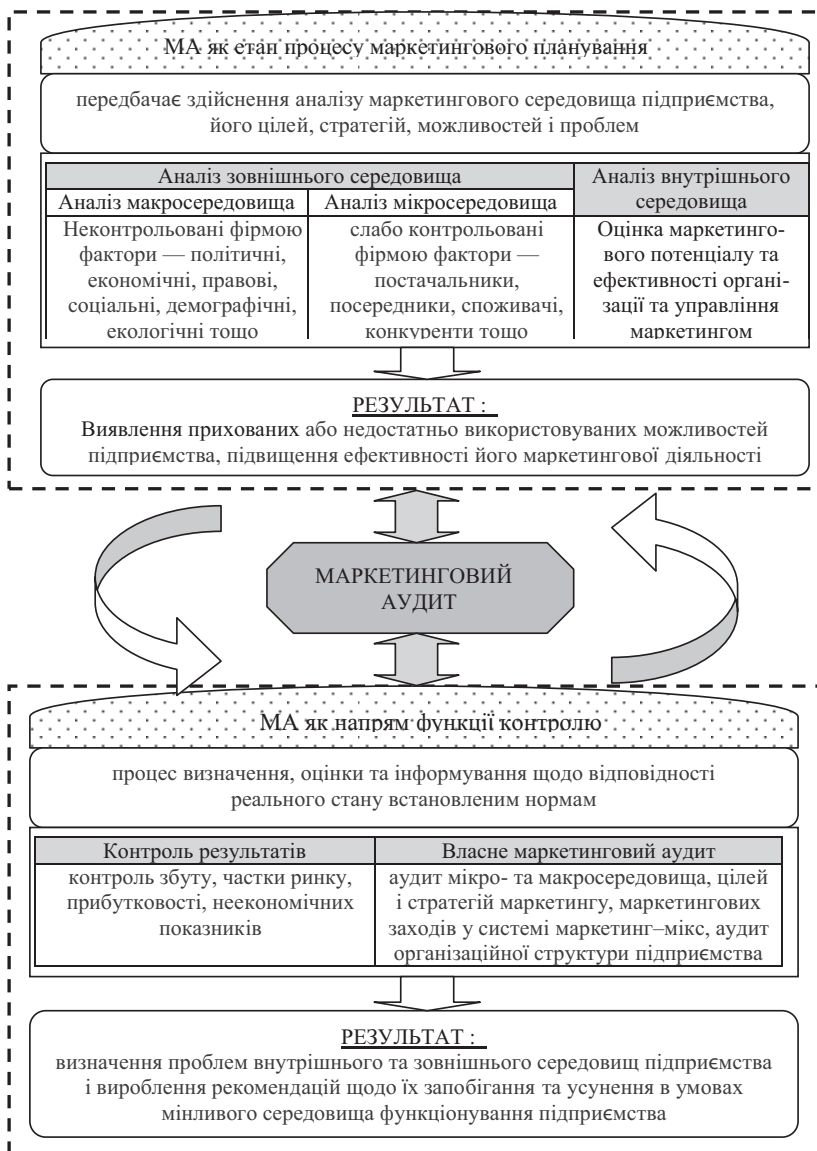 МА як етап процесу маркетингового планування
передбачає здійснення аналізу маркетингового середовища підприємства,
його цілей, стратегій, можливостей і проблем
Аналіз зовнішнього середовища
Аналіз макросередовища
Неконтрольовані фірмою
фактори — політичні,
економічні, правові,
соціальні, демографічні,
екологічні тощо
Аналіз мікросередовища
слабо контрольовані
фірмою фактори —
постачальники,
посередники, споживачі,
конкуренти тощо
Аналіз внутрішнього
середовища
Оцінка маркетинго-
вого потенціалу та
ефективності органі-
зації та управління
маркетингом
РЕЗУЛЬТАТ :
Виявлення прихованих або недостатньо використовуваних можливостей
підприємства, підвищення ефективності його маркетингової діяльності
МАРКЕТИНГОВИЙ
АУДИТ
МА як напрям функції контролю
процес визначення, оцінки та інформування щодо відповідності
реального стану встановленим нормам
Контроль результатів
контроль збуту, частки ринку,
прибутковості, неекономічних
показників
Власне маркетинговий аудит
аудит мікро- та макросередовища, цілей
і стратегій маркетингу, маркетингових
заходів у системі маркетинг–мікс, аудит
організаційної структури підприємства
РЕЗУЛЬТАТ :
визначення проблем внутрішнього та зовнішнього середовищ підприємства
і вироблення рекомендацій щодо їх запобігання та усунення в умовах
мінливого середовища функціонування підприємства